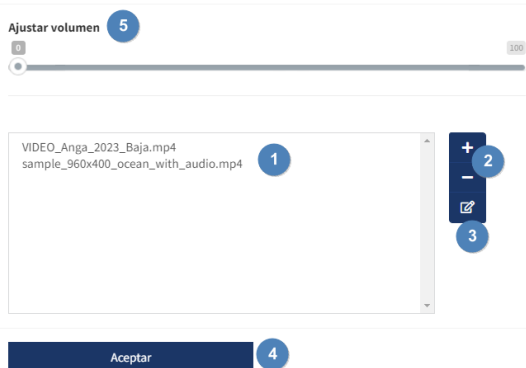 Ajustar volumen 5
0 100
VIDEO_Anga_2023_Baja.mp4
sample_960x400_ocean_with_audio.mp4
1
+
2
−
3
Aceptar 4